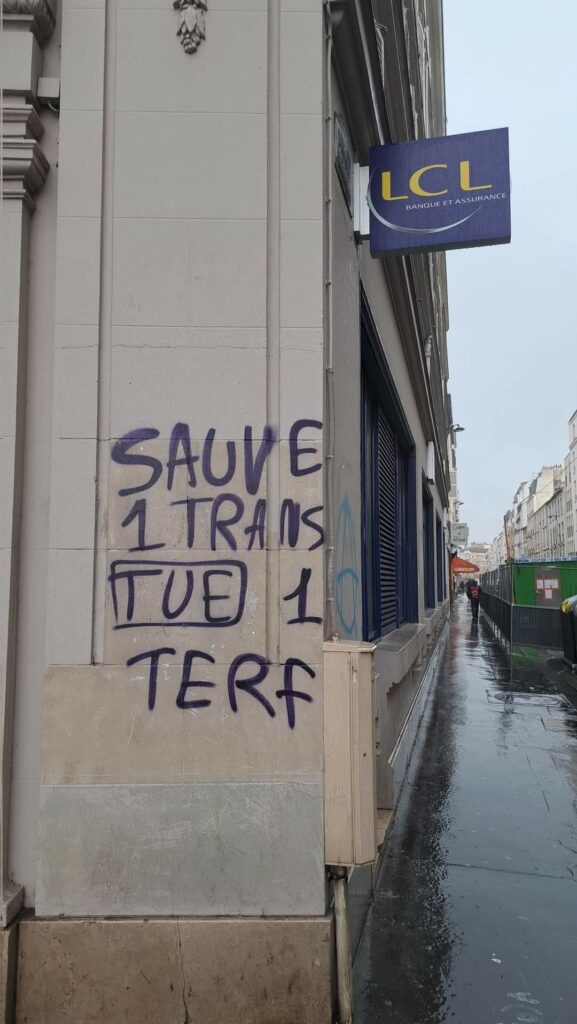 LCL
BANQUE ET ASSURANCE
SAUVE
1 TRANS
TUE 1
TERF